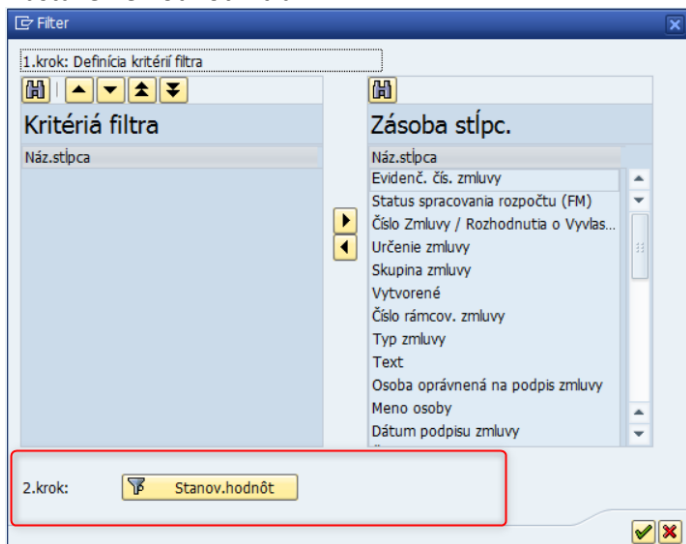 Filter
1.krok: Definícia kritérií filtra
Kritériá filtra
Náz.stĺpca
Zásoba stĺpc.
Náz.stĺpca
Evidenč. čís. zmluvy
Status spracovania rozpočtu (FM)
Číslo Zmluvy / Rozhodnutia o Vyvlas...
Určenie zmluvy
Skupina zmluvy
Vytvorené
Číslo rámcov. zmluvy
Typ zmluvy
Text
Osoba oprávnená na podpis zmluvy
Meno osoby
Dátum podpisu zmluvy
2.krok:
Stanov.hodnôt